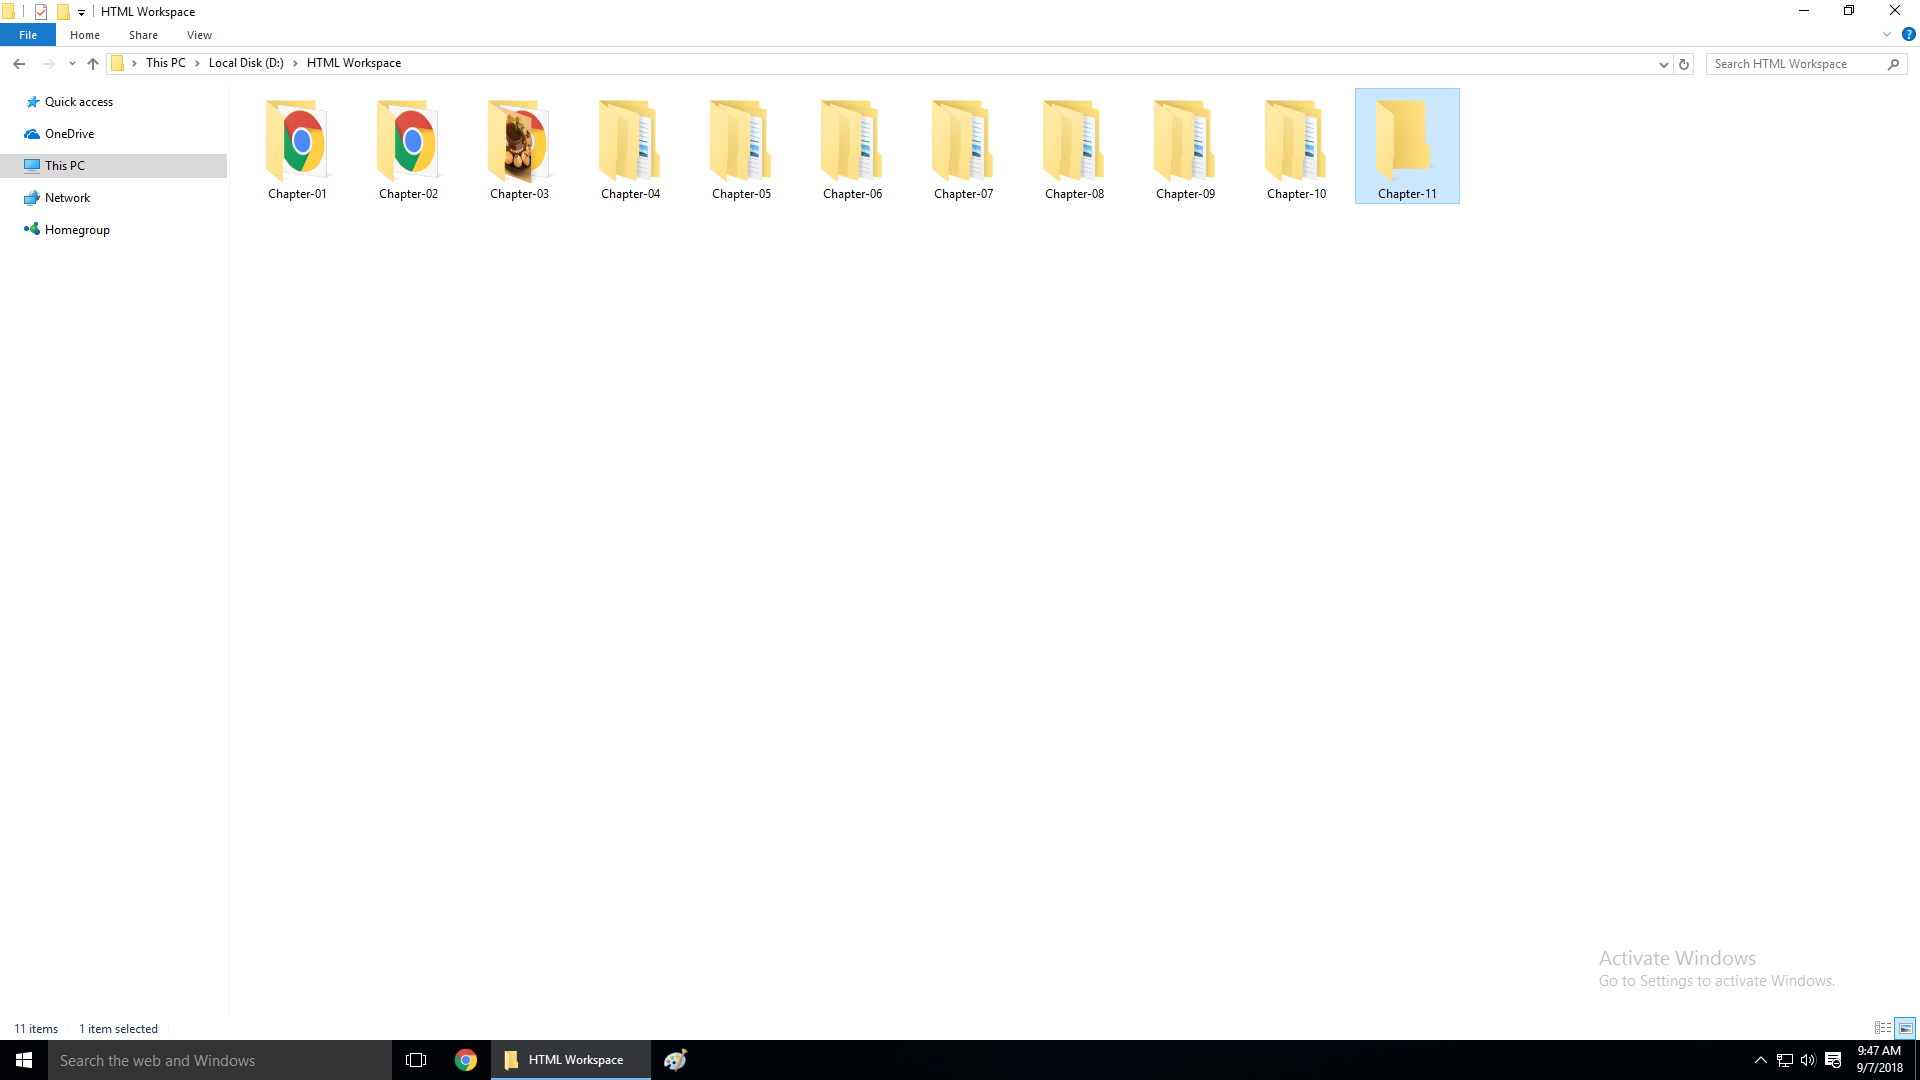 HTML Workspace
File Home Share View
This PC Local Disk (D:) HTML Workspace
Search HTML Workspace
Quick access
OneDrive
This PC
Network
Homegroup
Chapter-01 Chapter-02 Chapter-03 Chapter-04 Chapter-05 Chapter-06 Chapter-07 Chapter-08 Chapter-09 Chapter-10 Chapter-11
Activate Windows
Go to Settings to activate Windows.
11 items 1 item selected
Search the web and Windows
HTML Workspace
9:47 AM
9/7/2018